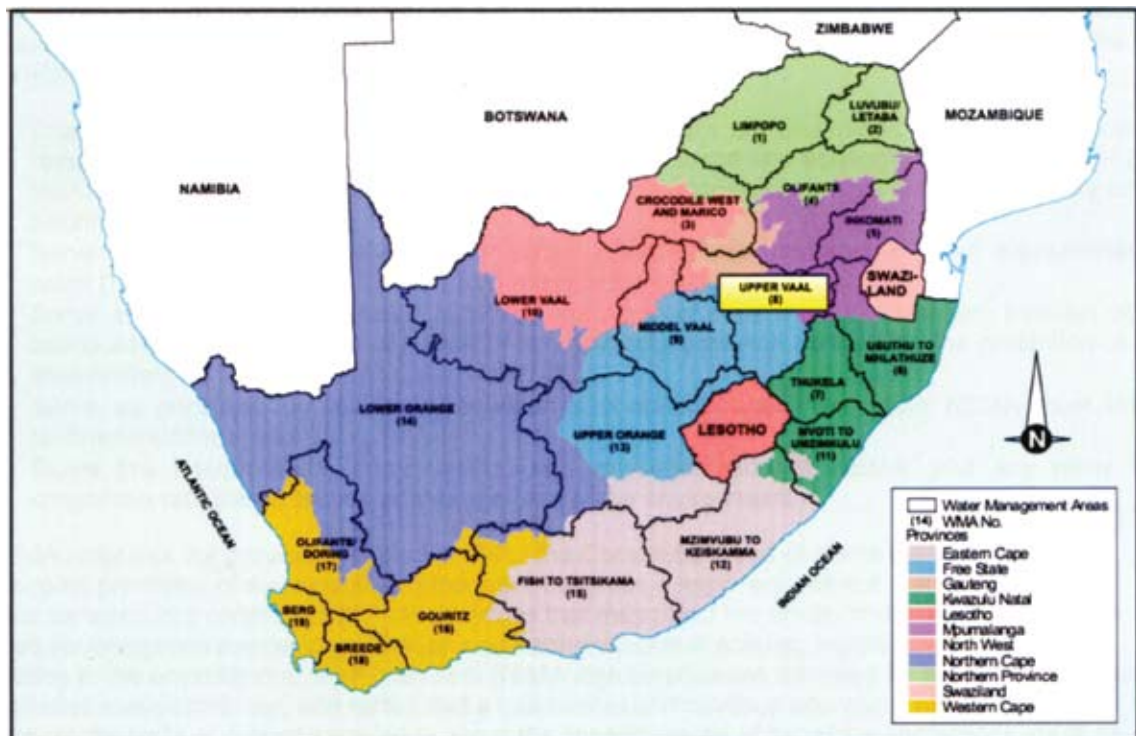 ZIMBABWE
BOTSWANA
MOZAMBIQUE
NAMIBIA
LUVUBU/
LETABA
(2)
LIMPOPO
(1)
OLIFANTS
(4)
CROCODILE WEST
AND MARICO
(3)
INKOMATI
(5)
SWAZI-
LAND
UPPER VAAL
(8)
LOWER VAAL
(10)
MIDDEL VAAL
(9)
USUTHU TO
MHLATHUZE
(6)
THUKELA
(7)
LOWER ORANGE
(14)
UPPER ORANGE
(13)
LESOTHO
MVOTI TO
UMZIMKULU
(11)
N
ATLANTIC OCEAN
MZIMVUBU TO
KEISKAMMA
(12)
INDIAN OCEAN
OLIFANTS/
DORING
(17)
FISH TO TSITSIKAMA
(15)
BERG
(19)
GOURITZ
(16)
BREEDE
(18)
Water Management Areas
(14) WMA No.
Provinces
Eastern Cape
Free State
Gauteng
Kwazulu Natal
Lesotho
Mpumalanga
North West
Northern Cape
Northern Province
Swaziland
Western Cape